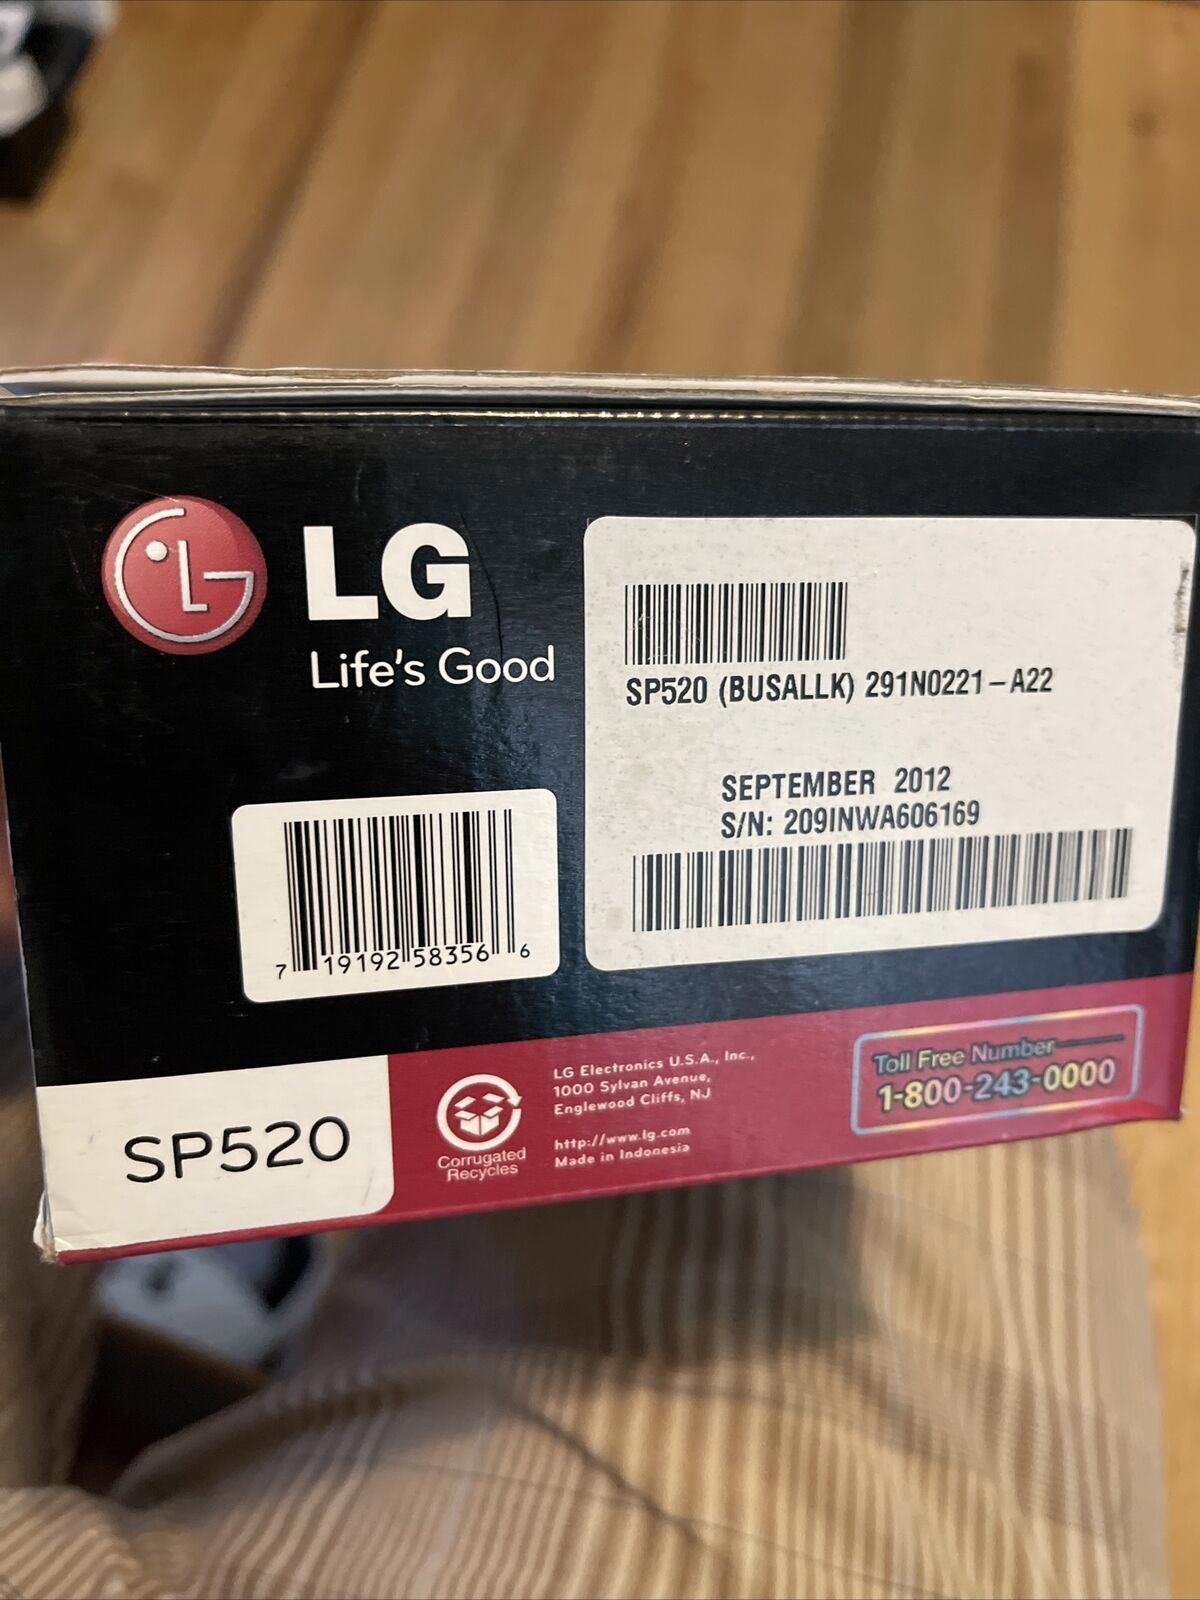 LG
LG
Life's Good
SP520 (BUSALLK) 291N0221-A22
SEPTEMBER 2012
S/N: 209INWA606169
7 19192 58356 6
SP520
Corrugated
Recycles
LG Electronics U.S.A., Inc.,
1000 Sylvan Avenue,
Englewood Cliffs, NJ
http://www.lg.com
Made in Indonesia
Toll Free Number
1-800-243-0000